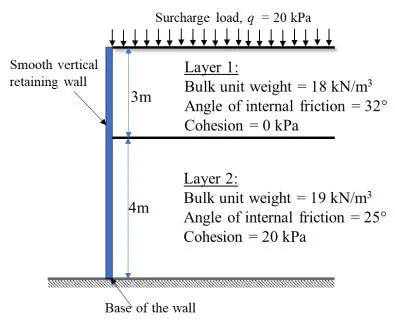 Surcharge load, q = 20 kPa
Smooth vertical
retaining wall
Layer 1:
Bulk unit weight = 18 kN/m³
Angle of internal friction = 32°
Cohesion = 0 kPa
3m
Layer 2:
Bulk unit weight = 19 kN/m³
Angle of internal friction = 25°
Cohesion = 20 kPa
4m
Base of the wall